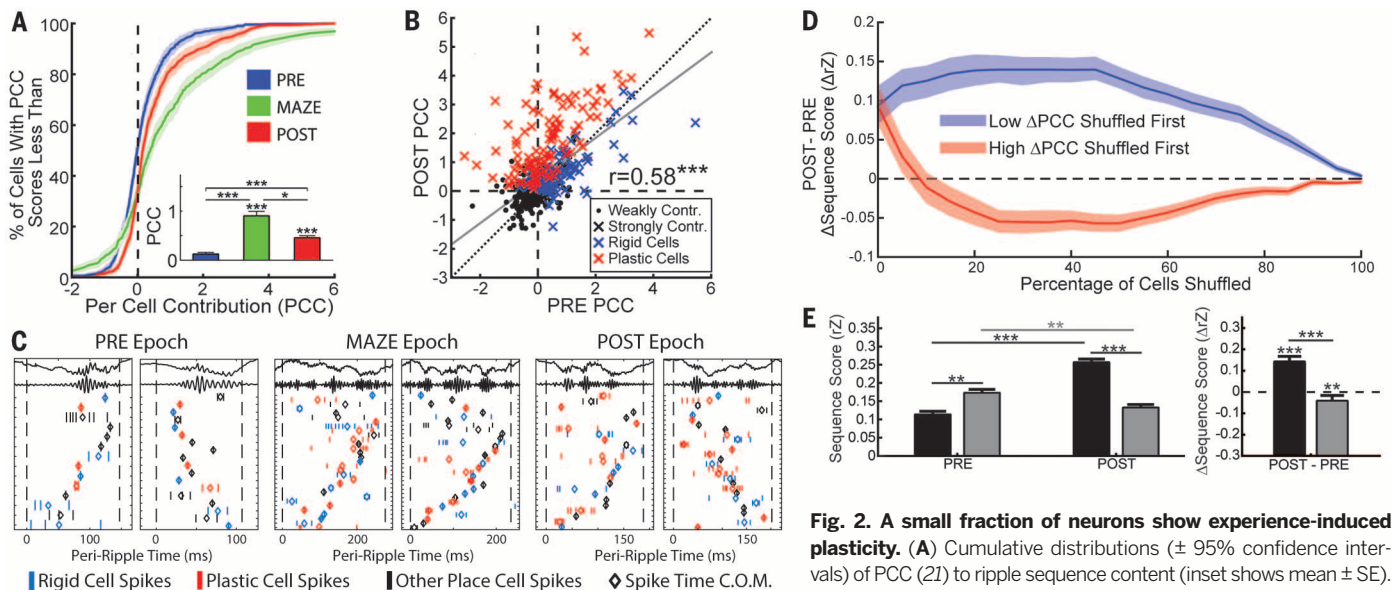 A
% of Cells With PCC
Scores Less Than
100
80
60
40
20
0
-2 0 2 4 6
Per Cell Contribution (PCC)
PRE
MAZE
POST
PCC
1
0
***
*** *
***
***
B
POST PCC
6
5
4
3
2
1
0
-1
-2
-3
-3 0 3 6
PRE PCC
r=0.58***
Weakly Contr.
Strongly Contr.
Rigid Cells
Plastic Cells
C
PRE Epoch MAZE Epoch POST Epoch
0 100 0 100 0 100 200 0 100 200 0 150 0 150
Peri-Ripple Time (ms) Peri-Ripple Time (ms) Peri-Ripple Time (ms)
Rigid Cell Spikes Plastic Cell Spikes Other Place Cell Spikes Spike Time C.O.M.
D
POST- PRE
ΔSequence Score (ΔrZ)
0.2
0.15
0.1
0.05
0
-0.05
-0.1
0 20 40 60 80 100
Percentage of Cells Shuffled
Low ΔPCC Shuffled First
High ΔPCC Shuffled First
E
Sequence Score (rZ)
0.35
0.3
0.25
0.2
0.15
0.1
0.05
0
**
***
***
**
PRE POST
ΔSequence Score (ΔrZ)
0.3
0.2
0.1
0
-0.1
-0.2
-0.3
***
***
**
POST - PRE
Fig. 2. A small fraction of neurons show experience-induced
plasticity. (A) Cumulative distributions (± 95% confidence inter-
vals) of PCC (21) to ripple sequence content (inset shows mean ± SE).